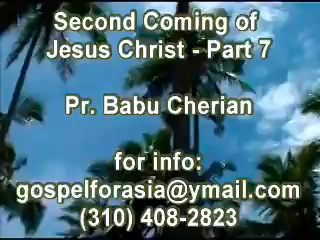 Second Coming of
Jesus Christ - Part 7
Pr. Babu Cherian
for info:
gospelforasia@ymail.com
(310) 408-2823